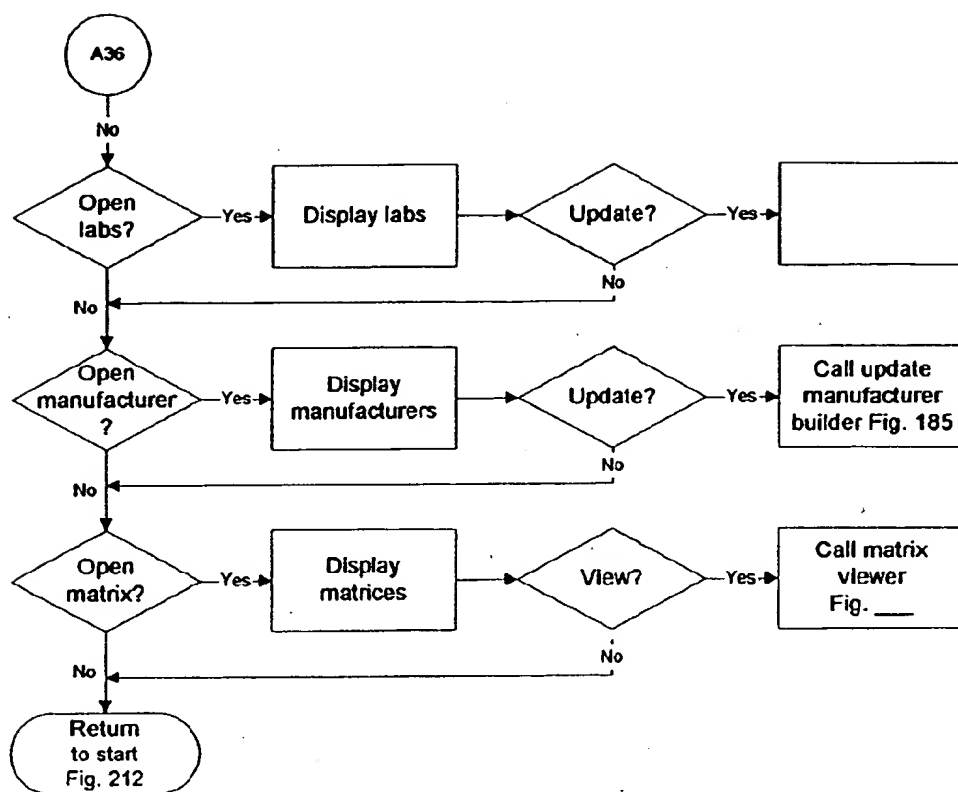 A36
No
Open
labs?
Yes
Display labs
Update?
Yes
No
No
Open
manufacturer
?
Yes
Display
manufacturers
Update?
Yes
Call update
manufacturer
builder Fig. 185
No
No
Open
matrix?
Yes
Display
matrices
View?
Yes
Call matrix
viewer
Fig. ___
No
No
Return
to start
Fig. 212